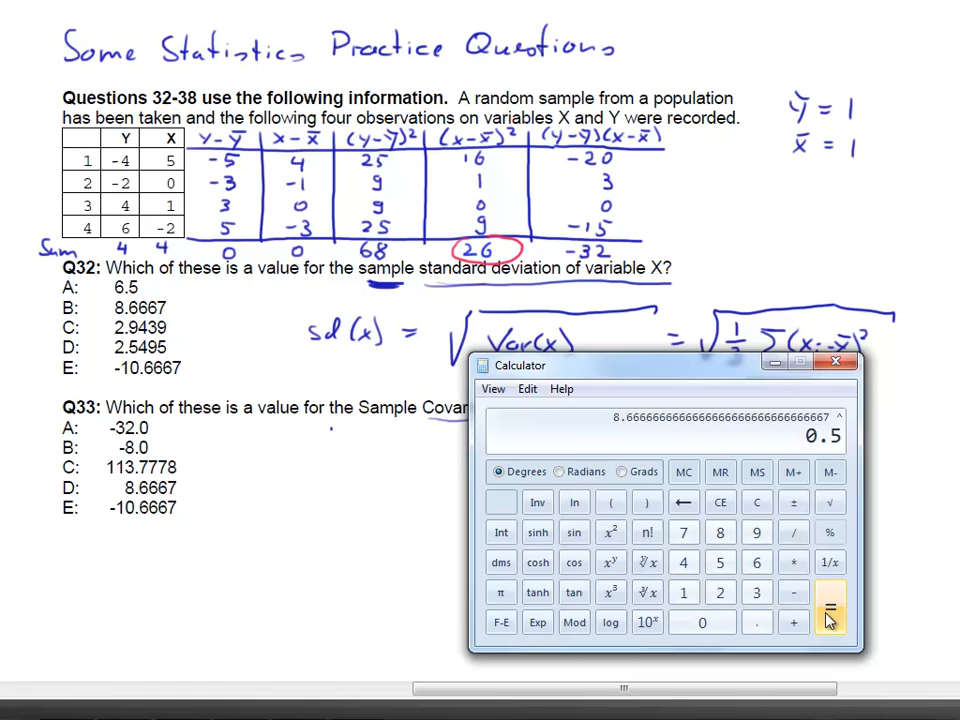 Some Statistics Practice Questions
Questions 32-38 use the following information. A random sample from a population
has been taken and the following four observations on variables X and Y were recorded.
ȳ = 1
x̄ = 1
Y X y-ȳ x-x̄ (y-ȳ)² (x-x̄)² (y-ȳ)(x-x̄)
1 -4 5 -5 4 25 16 -20
2 -2 0 -3 -1 9 1 3
3 4 1 3 0 9 0 0
4 6 -2 5 -3 25 9 -15
Sum 4 4 0 0 68 26 -32
Q32: Which of these is a value for the sample standard deviation of variable X?
A: 6.5
B: 8.6667
C: 2.9439
D: 2.5495
E: -10.6667
sd(x) = √Var(x) = √1/3 Σ(xᵢ-x̄)²
Q33: Which of these is a value for the Sample Covar
A: -32.0
B: -8.0
C: 113.7778
D: 8.6667
E: -10.6667
Calculator
View Edit Help
8.6666666666666666666666666666667 ^
0.5
Degrees Radians Grads MC MR MS M+ M-
Inv ln ( ) ← CE C ± √
Int sinh sin x² n! 7 8 9 / %
dms cosh cos xʸ ʸ√x 4 5 6 * 1/x
π tanh tan x³ ³√x 1 2 3 - =
F-E Exp Mod log 10ˣ 0 . +